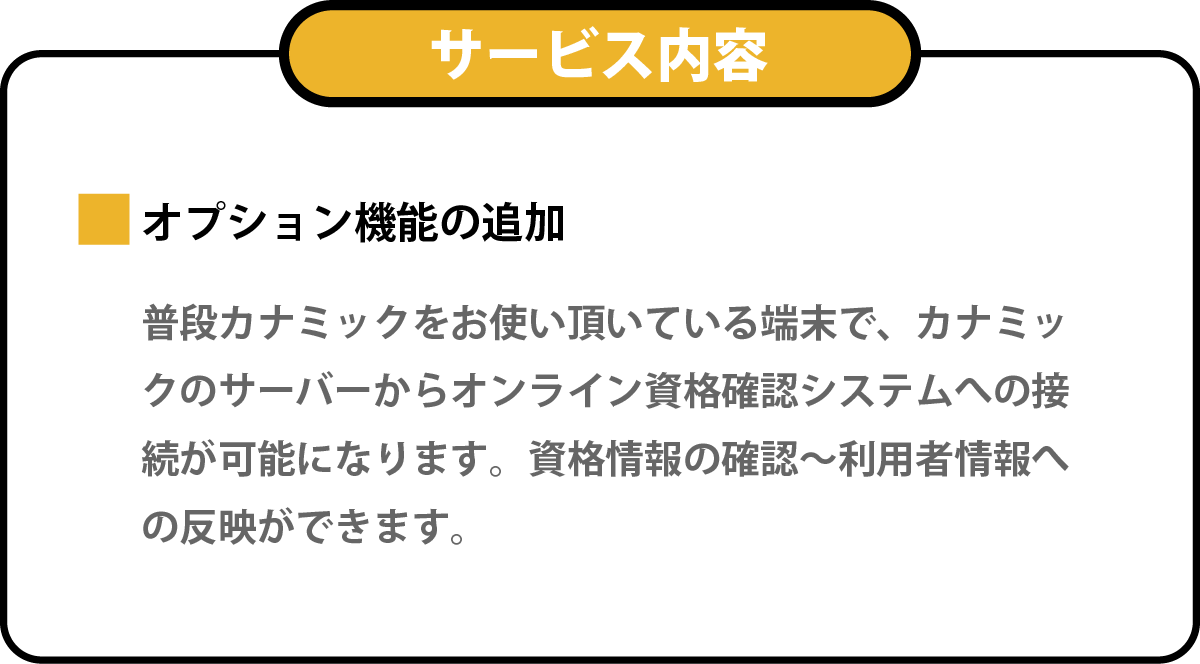 サービス内容
オプション機能の追加
普段カナミックをお使い頂いている端末で、カナミッ
クのサーバーからオンライン資格確認システムへの接
続が可能になります。資格情報の確認～利用者情報へ
の反映ができます。